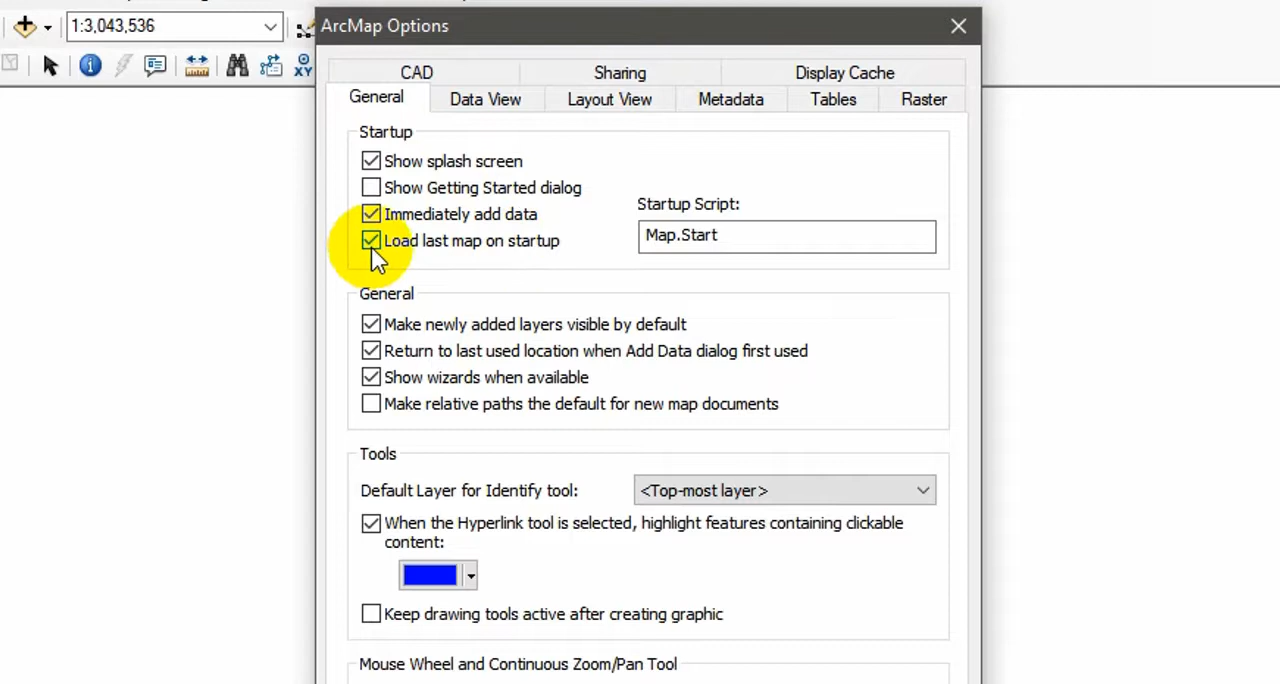 1:3,043,536
XY
ArcMap Options
CAD Sharing Display Cache
General Data View Layout View Metadata Tables Raster
Startup
Show splash screen
Show Getting Started dialog
Immediately add data
Load last map on startup
Startup Script:
Map.Start
General
Make newly added layers visible by default
Return to last used location when Add Data dialog first used
Show wizards when available
Make relative paths the default for new map documents
Tools
Default Layer for Identify tool: <Top-most layer>
When the Hyperlink tool is selected, highlight features containing clickable
content:
Keep drawing tools active after creating graphic
Mouse Wheel and Continuous Zoom/Pan Tool